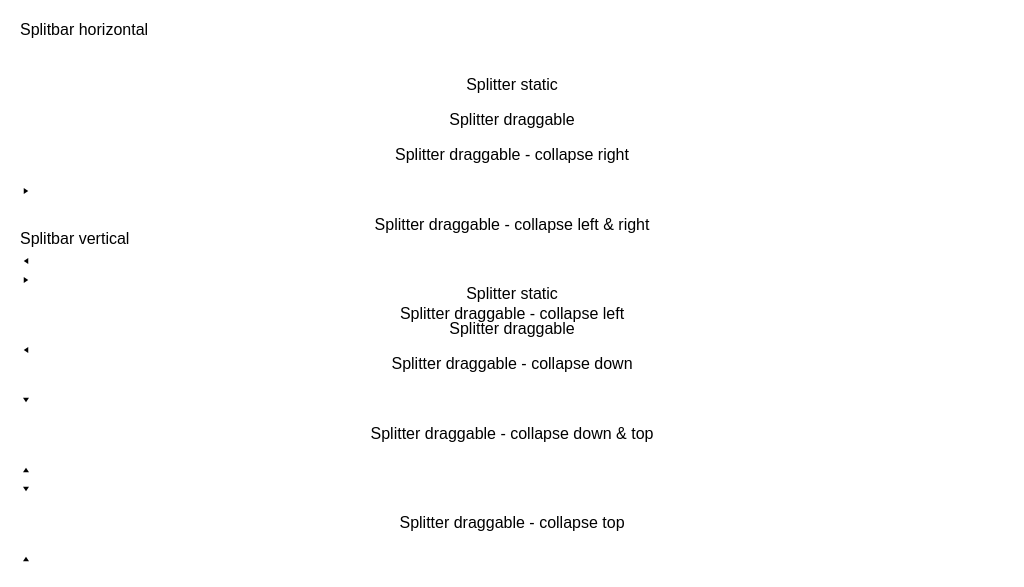 Splitbar horizontal
Splitter static
Splitter draggable
Splitter draggable - collapse right
Splitter draggable - collapse left & right
Splitbar vertical
Splitter static
Splitter draggable - collapse left
Splitter draggable
Splitter draggable - collapse down
Splitter draggable - collapse down & top
Splitter draggable - collapse top